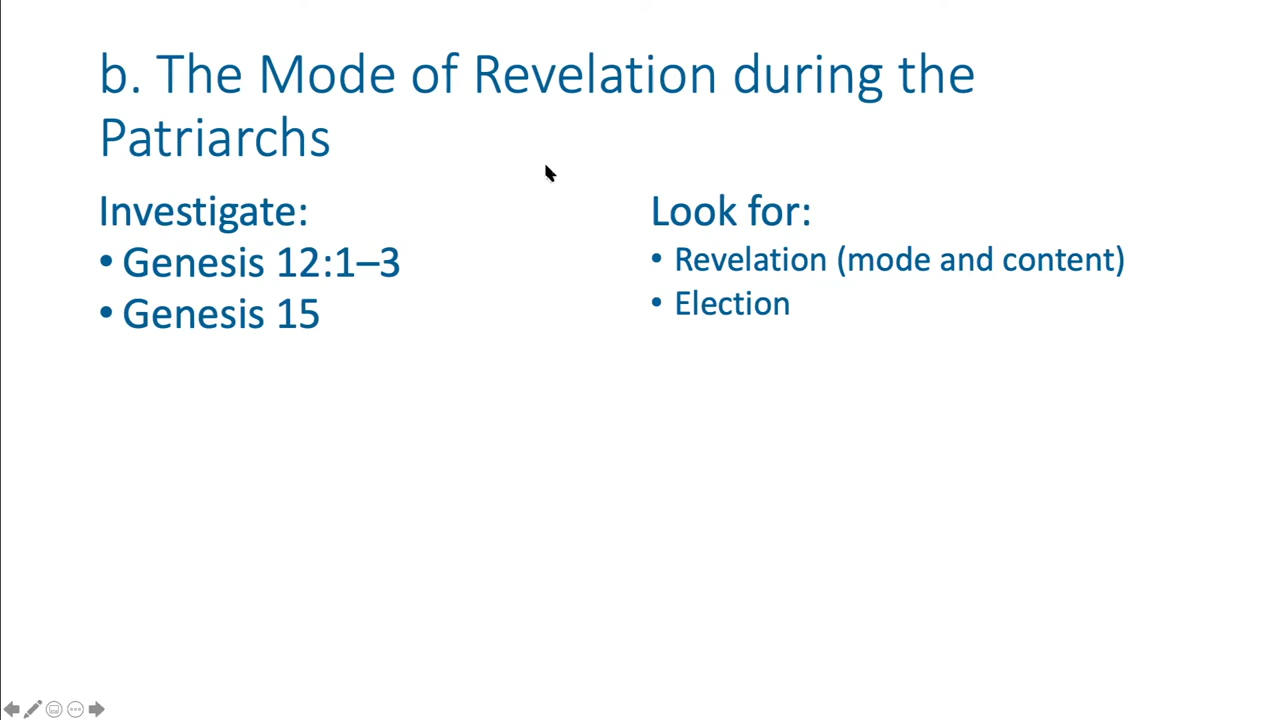 b. The Mode of Revelation during the
Patriarchs
Investigate:
• Genesis 12:1–3
• Genesis 15
Look for:
• Revelation (mode and content)
• Election